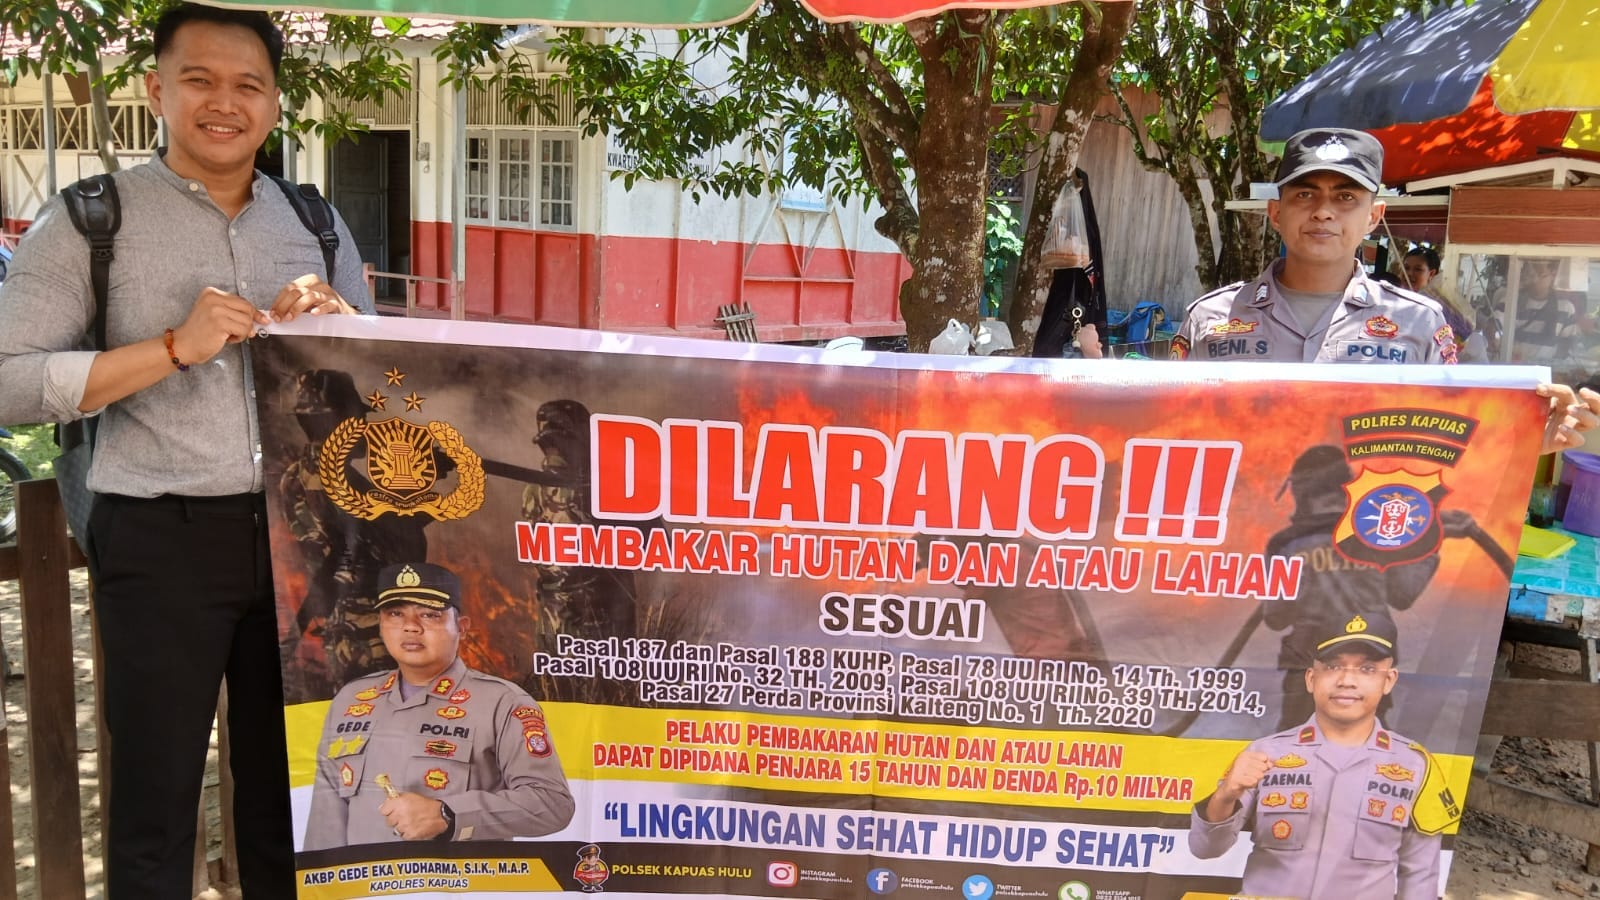 KWARTIS
BENI. S
POLRI
POLRES KAPUAS
KALIMANTAN TENGAH
DILARANG !!!
MEMBAKAR HUTAN DAN ATAU LAHAN
SESUAI
Pasal 187 dan Pasal 188 KUHP, Pasal 78 UU RI No. 14 Th. 1999
Pasal 108 UU RI No. 32 TH. 2009, Pasal 108 UU RI No. 39 TH. 2014,
Pasal 27 Perda Provinsi Kalteng No. 1 Th. 2020
PELAKU PEMBAKARAN HUTAN DAN ATAU LAHAN
DAPAT DIPIDANA PENJARA 15 TAHUN DAN DENDA Rp.10 MILYAR
"LINGKUNGAN SEHAT HIDUP SEHAT"
GEDE
POLRI
ZAENAL
POLRI
AKBP GEDE EKA YUDHARMA, S.I.K., M.A.P.
KAPOLRES KAPUAS
POLSEK KAPUAS HULU
INSTAGRAM
polsekkapuashulu
FACEBOOK
polsekkapuashulu
TWITTER
polsekkapuashulu
WHATSAPP